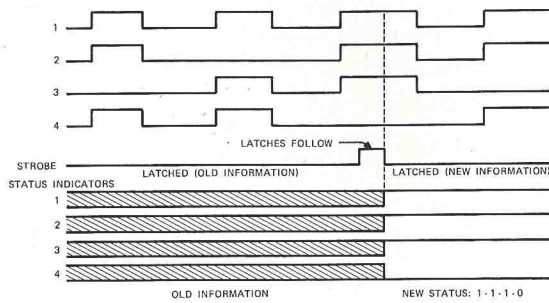 1
2
3
4
LATCHES FOLLOW
STROBE
LATCHED (OLD INFORMATION)
LATCHED (NEW INFORMATION)
STATUS INDICATORS
1
2
3
4
OLD INFORMATION
NEW STATUS: 1-1-1-0